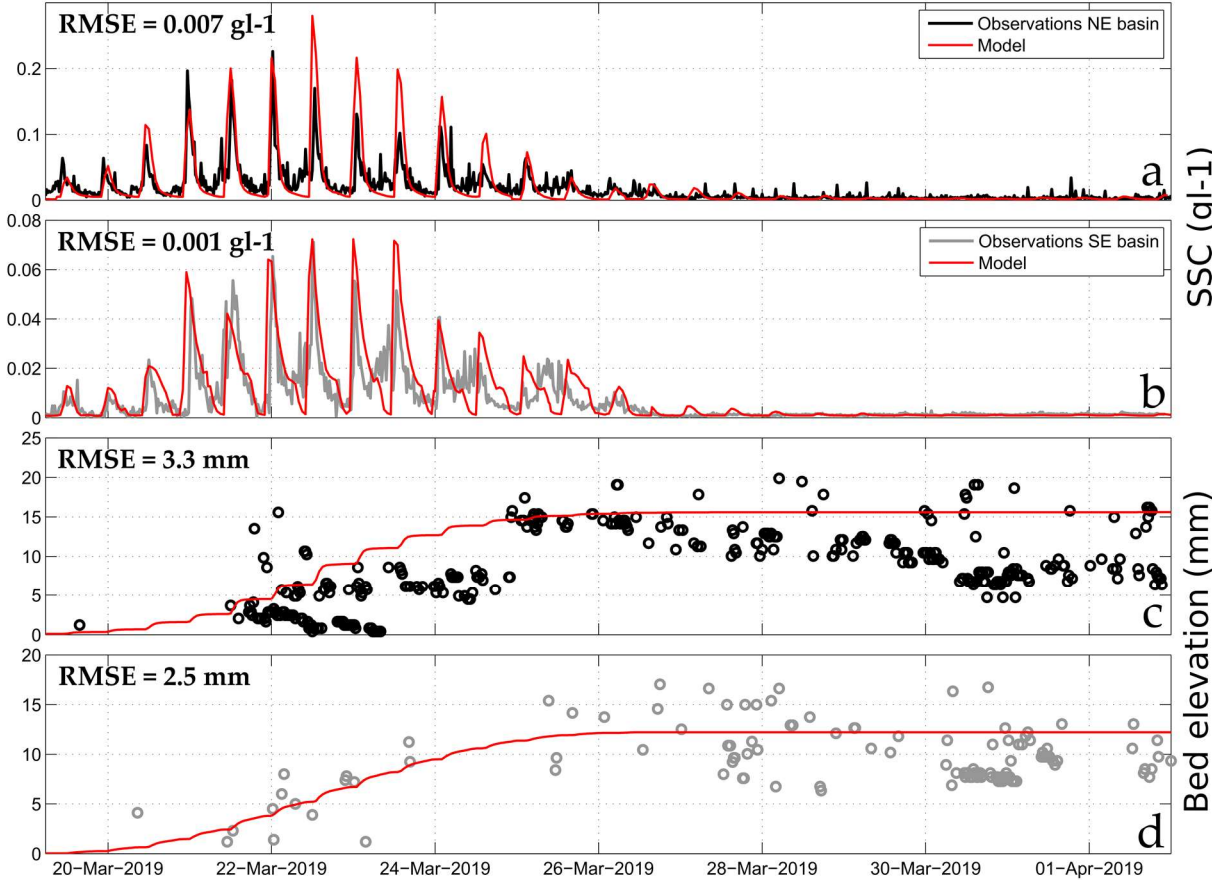 RMSE = 0.007 gl-1
Observations NE basin
Model
0.2
0.1
0
a
RMSE = 0.001 gl-1
Observations SE basin
Model
0.08
0.06
0.04
0.02
0
b
SSC (gl-1)
RMSE = 3.3 mm
25
20
15
10
5
0
c
RMSE = 2.5 mm
20
15
10
5
0
d
Bed elevation (mm)
20−Mar−2019 22−Mar−2019 24−Mar−2019 26−Mar−2019 28−Mar−2019 30−Mar−2019 01−Apr−2019